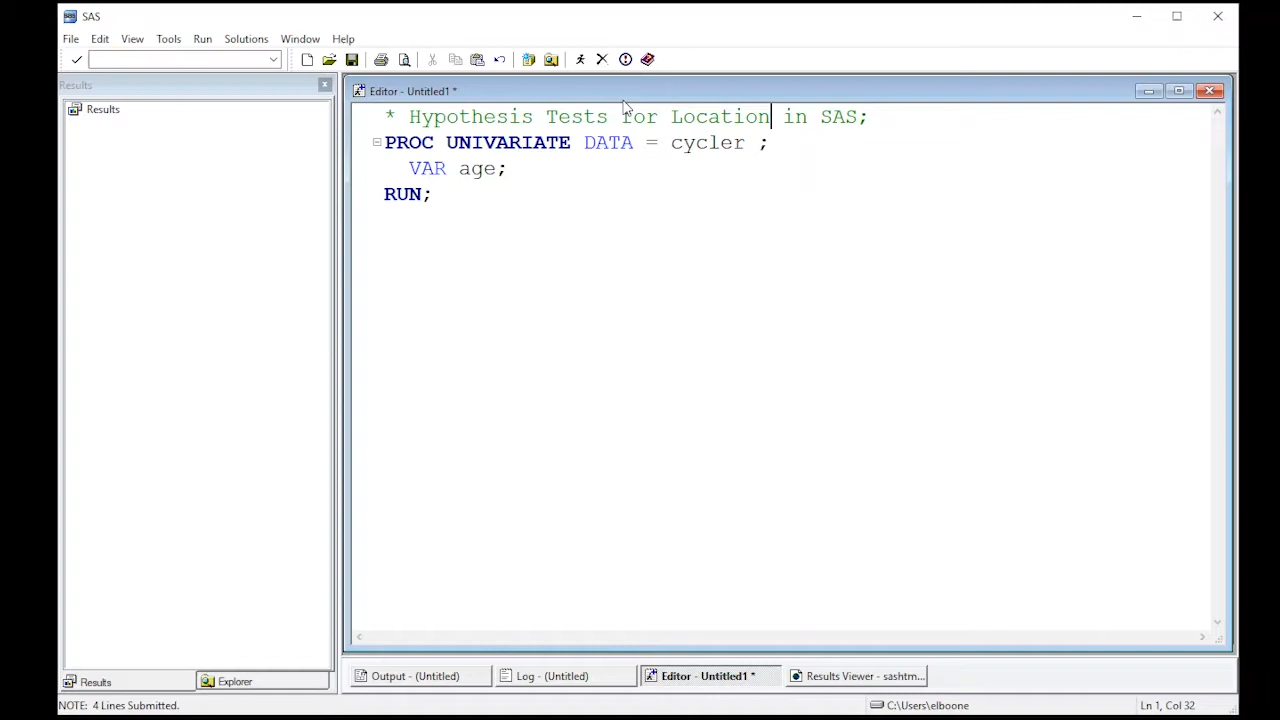 SAS
File Edit View Tools Run Solutions Window Help
Results
Editor - Untitled1 *
Results
* Hypothesis Tests for Location in SAS;
PROC UNIVARIATE DATA = cycler ;
VAR age;
RUN;
Results Explorer
Output - (Untitled) Log - (Untitled) Editor - Untitled1 * Results Viewer - sashtm...
NOTE: 4 Lines Submitted. C:\Users\elboone Ln 1, Col 32